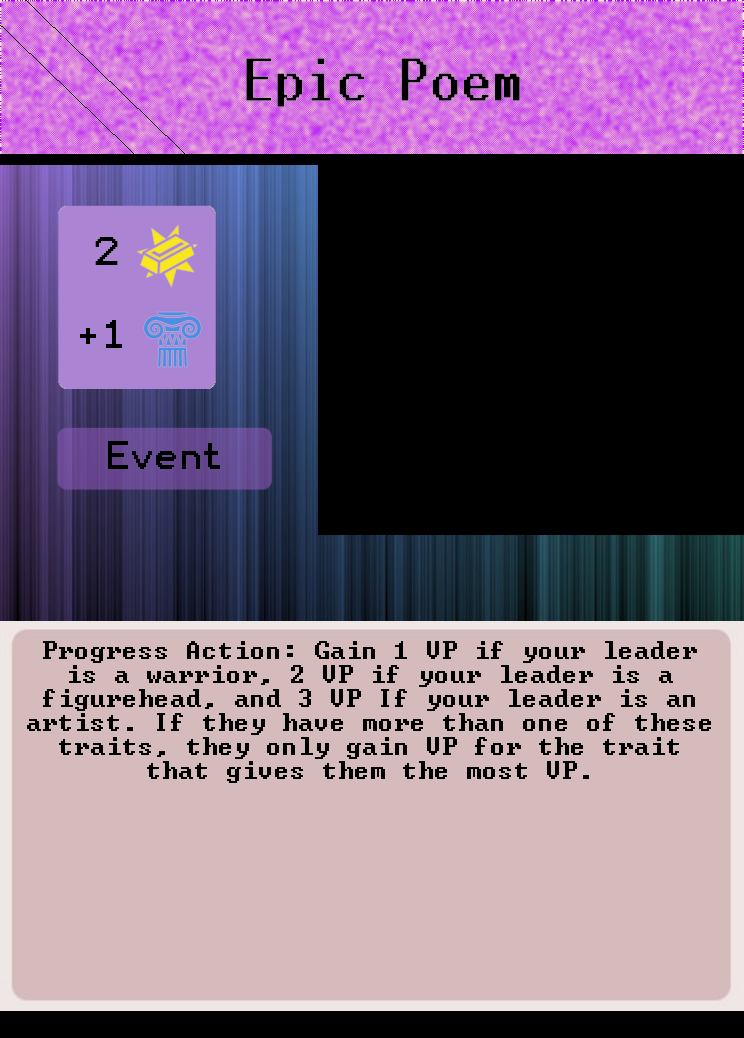 Epic Poem
2
+1
Event
Progress Action: Gain 1 VP if your leader
is a warrior, 2 VP if your leader is a
figurehead, and 3 VP If your leader is an
artist. If they have more than one of these
traits, they only gain VP for the trait
that gives them the most VP.